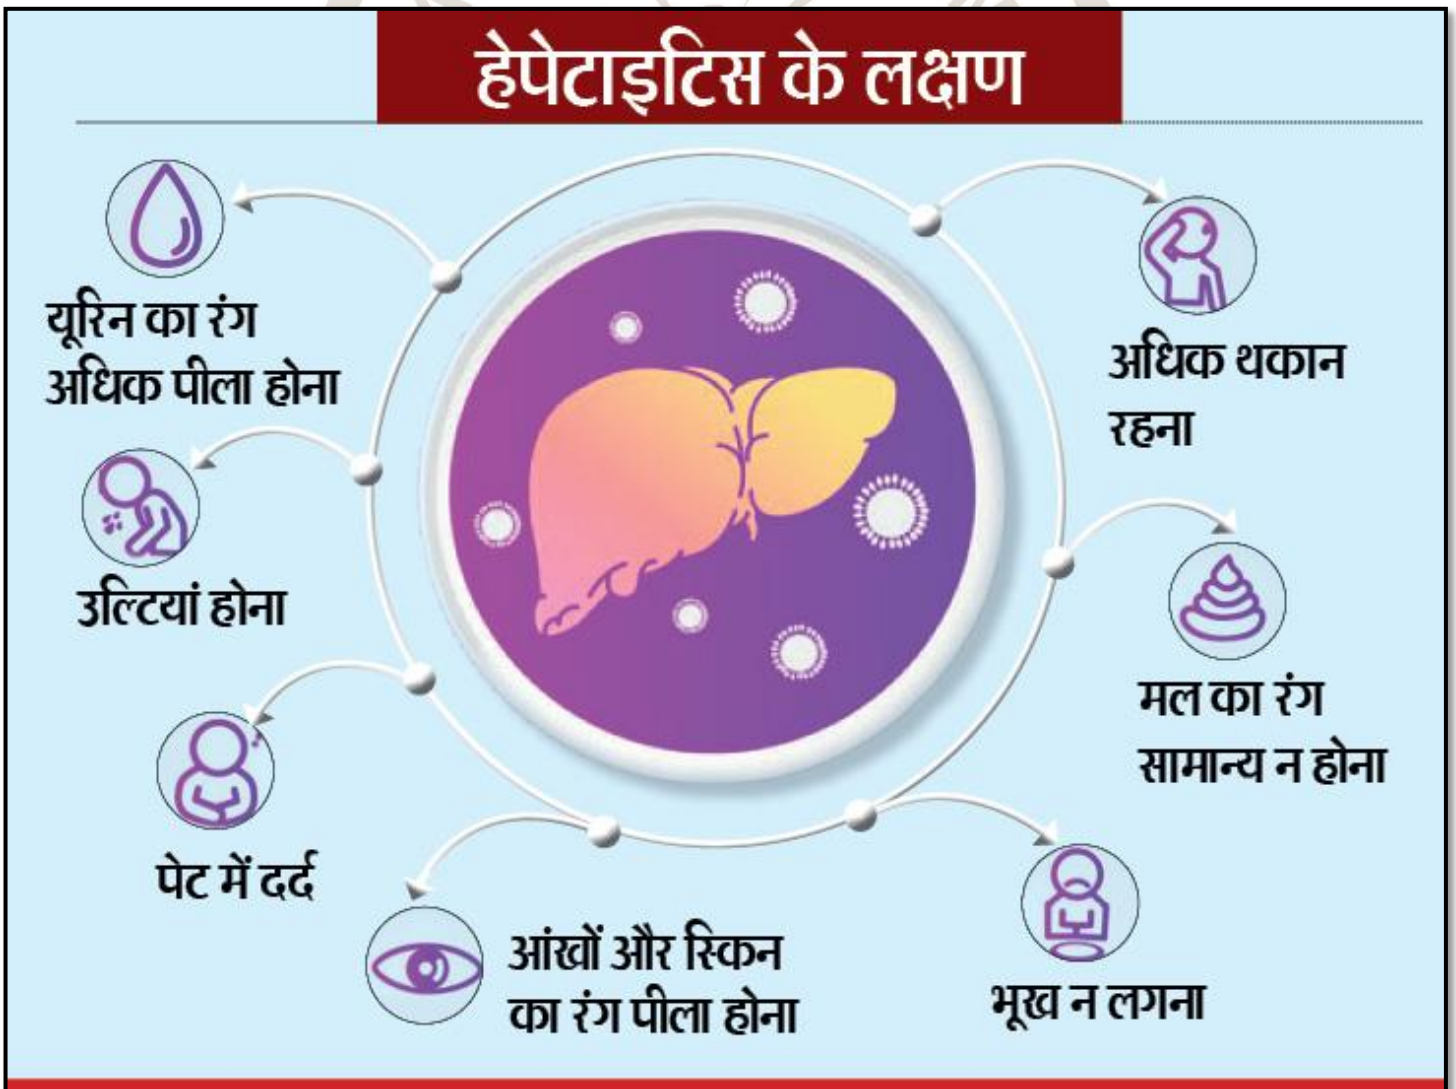 हेपेटाइटिस के लक्षण
यूरिन का रंग
अधिक पीला होना
उल्टियां होना
पेट में दर्द
आंखों और स्किन
का रंग पीला होना
अधिक थकान
रहना
मल का रंग
सामान्य न होना
भूख न लगना